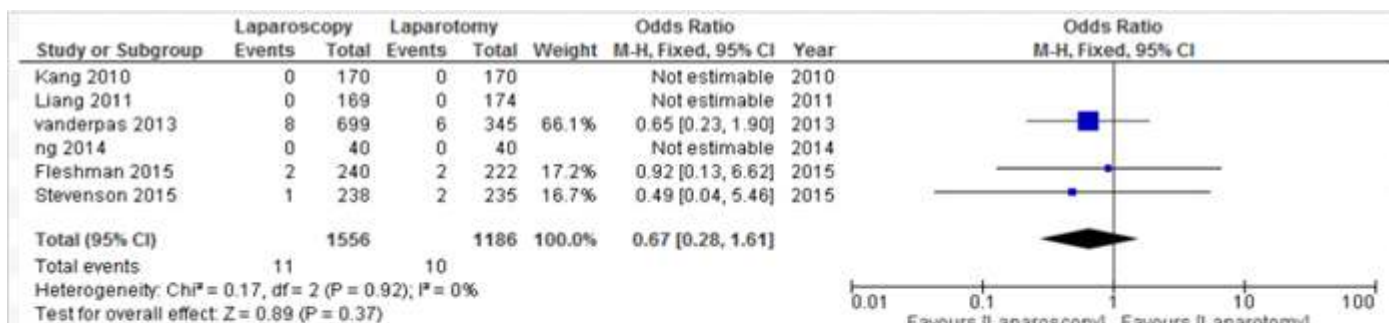 Laparoscopy Laparotomy Odds Ratio Odds Ratio
Study or Subgroup Events Total Events Total Weight M-H, Fixed, 95% CI Year M-H, Fixed, 95% CI
Kang 2010 0 170 0 170 Not estimable 2010
Liang 2011 0 169 0 174 Not estimable 2011
vanderpas 2013 8 699 6 345 66.1% 0.65 [0.23, 1.90] 2013
ng 2014 0 40 0 40 Not estimable 2014
Fleshman 2015 2 240 2 222 17.2% 0.92 [0.13, 6.62] 2015
Stevenson 2015 1 238 2 235 16.7% 0.49 [0.04, 5.46] 2015
Total (95% CI) 1556 1186 100.0% 0.67 [0.28, 1.61]
Total events 11 10
Heterogeneity: Chi² = 0.17, df = 2 (P = 0.92); I² = 0%
Test for overall effect: Z = 0.89 (P = 0.37)
0.01 0.1 1 10 100
Favours [Laparoscopy] Favours [Laparotomy]